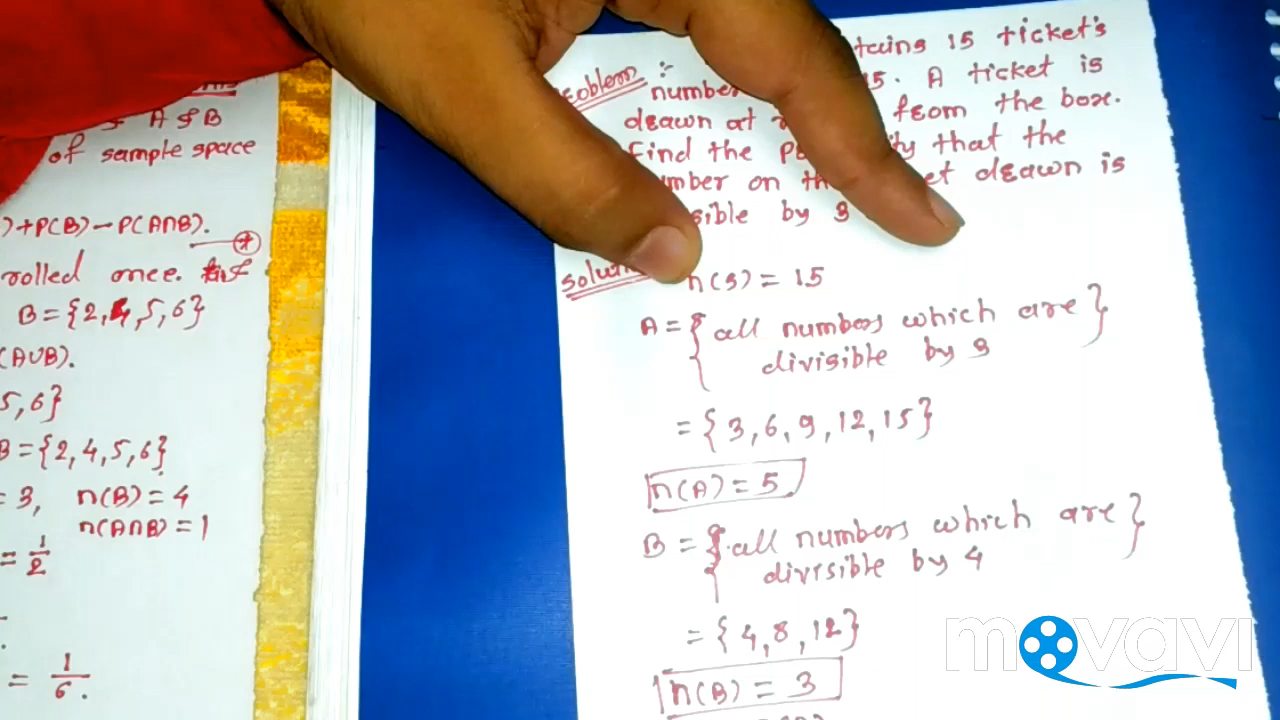 A & B
of sample space
)+P(B)-P(A∩B).
rolled once.
B={2,4,5,6}
(A∪B).
5,6}
B={2,4,5,6}
= 3, n(B)=4
n(A∩B)=1
= 1/2
= 1/6.
Problem :- tains 15 ticket's
number 15. A ticket is
drawn at from the box.
Find the that the
mber on the et drawn is
sible by 3
n(s) = 15
A = { all numbers which are }
divisible by 3
= {3,6,9,12,15}
n(A) = 5
B = { all numbers which are }
divisible by 4
= {4,8,12}
n(B) = 3
movavi